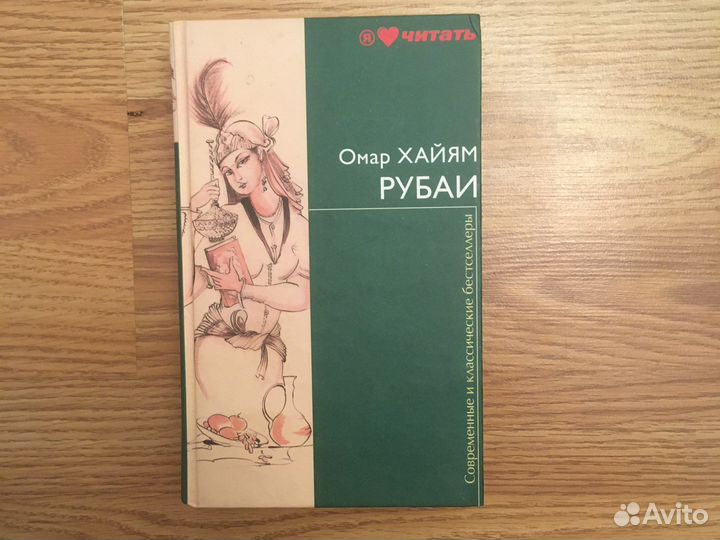 я ❤ читать
Омар ХАЙЯМ
РУБАИ
Современные и классические бестселлеры
Avito